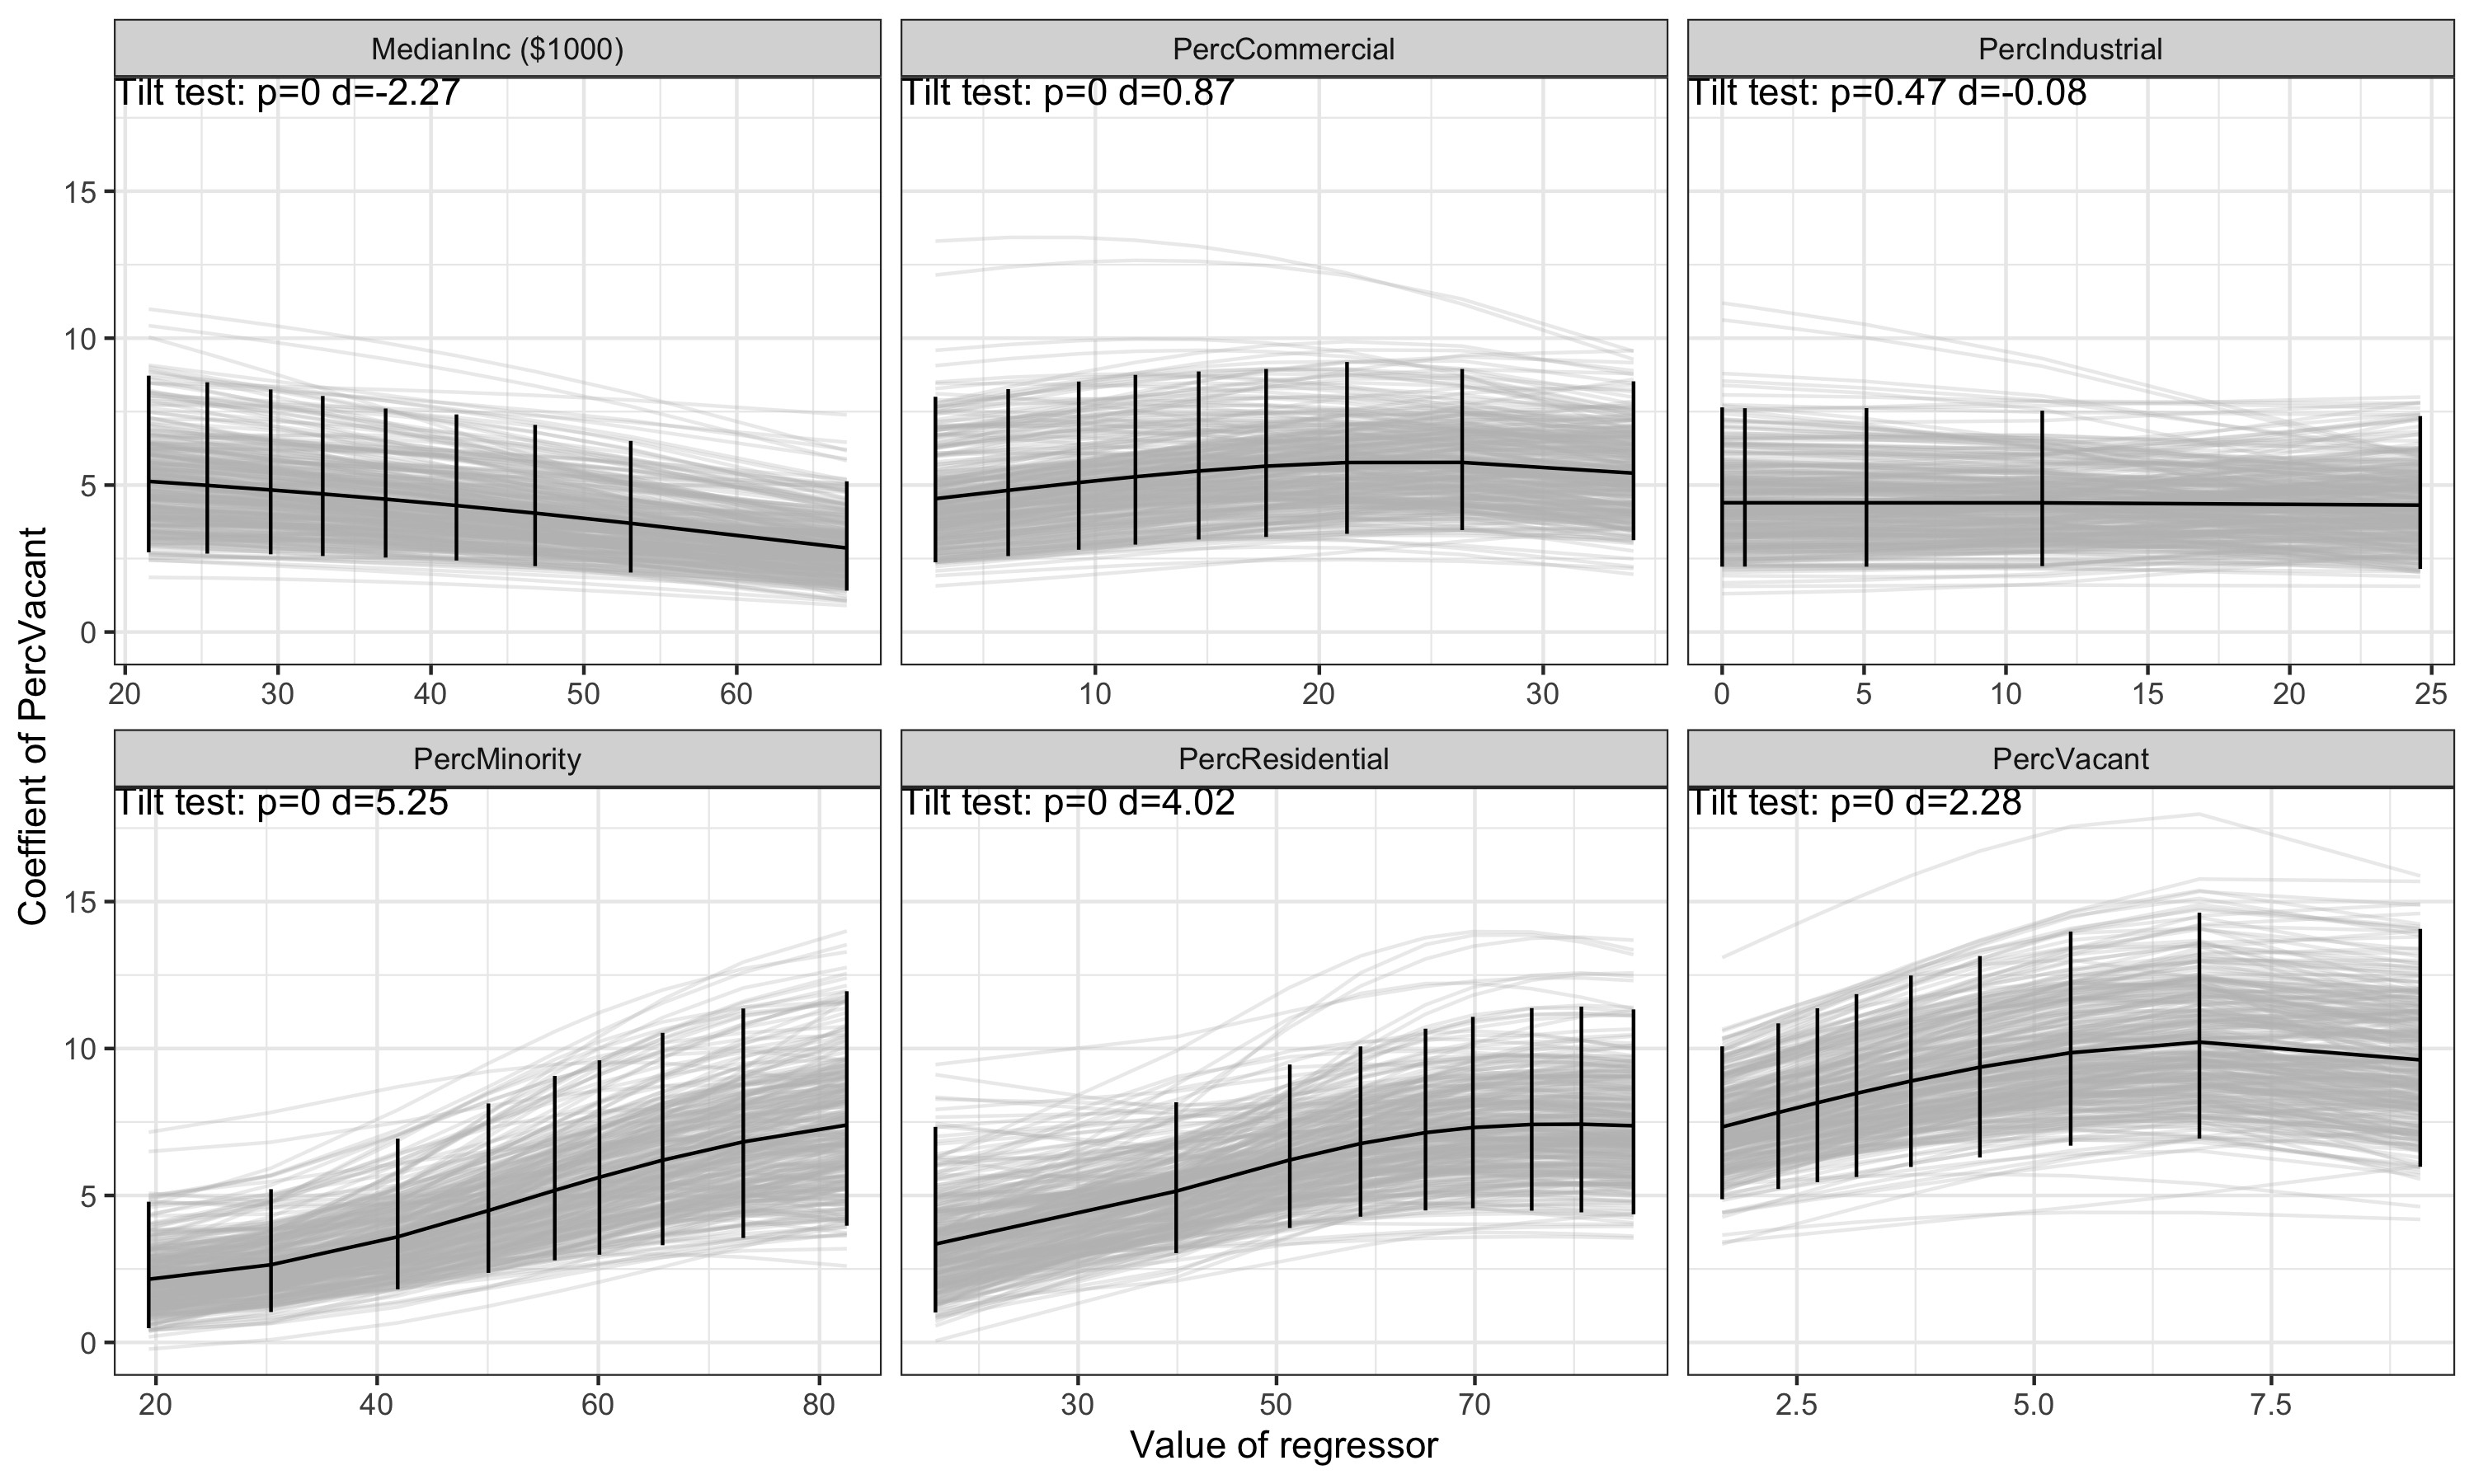 MedianInc ($1000) PercCommercial PercIndustrial
Tilt test: p=0 d=-2.27 Tilt test: p=0 d=0.87 Tilt test: p=0.47 d=-0.08
15
10
5
0
20 30 40 50 60 10 20 30 0 5 10 15 20 25
Coeffient of PercVacant
PercMinority PercResidential PercVacant
Tilt test: p=0 d=5.25 Tilt test: p=0 d=4.02 Tilt test: p=0 d=2.28
15
10
5
0
20 40 60 80 30 50 70 2.5 5.0 7.5
Value of regressor